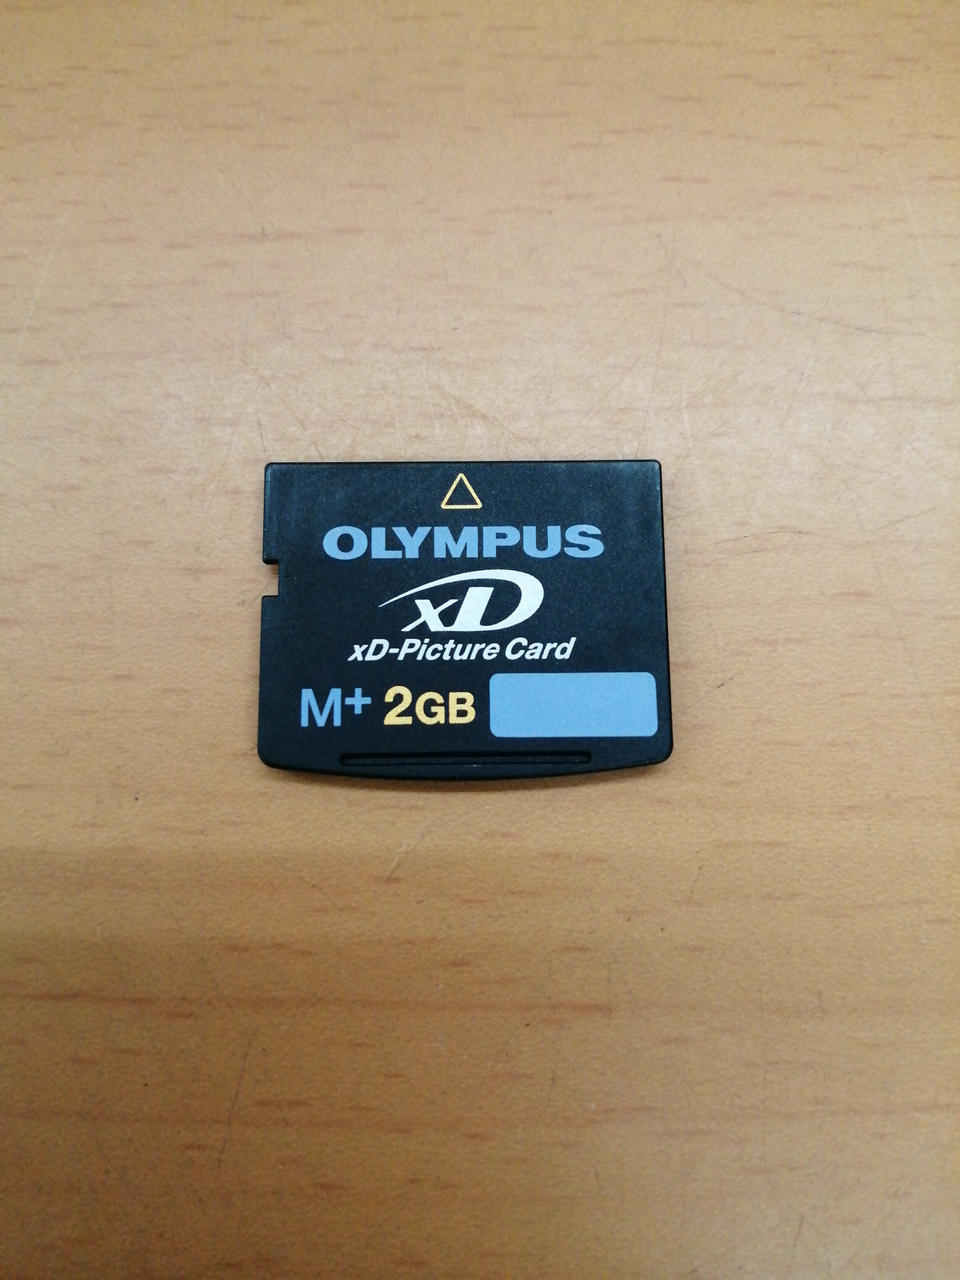 OLYMPUS
xD
xD-Picture Card
M+ 2GB